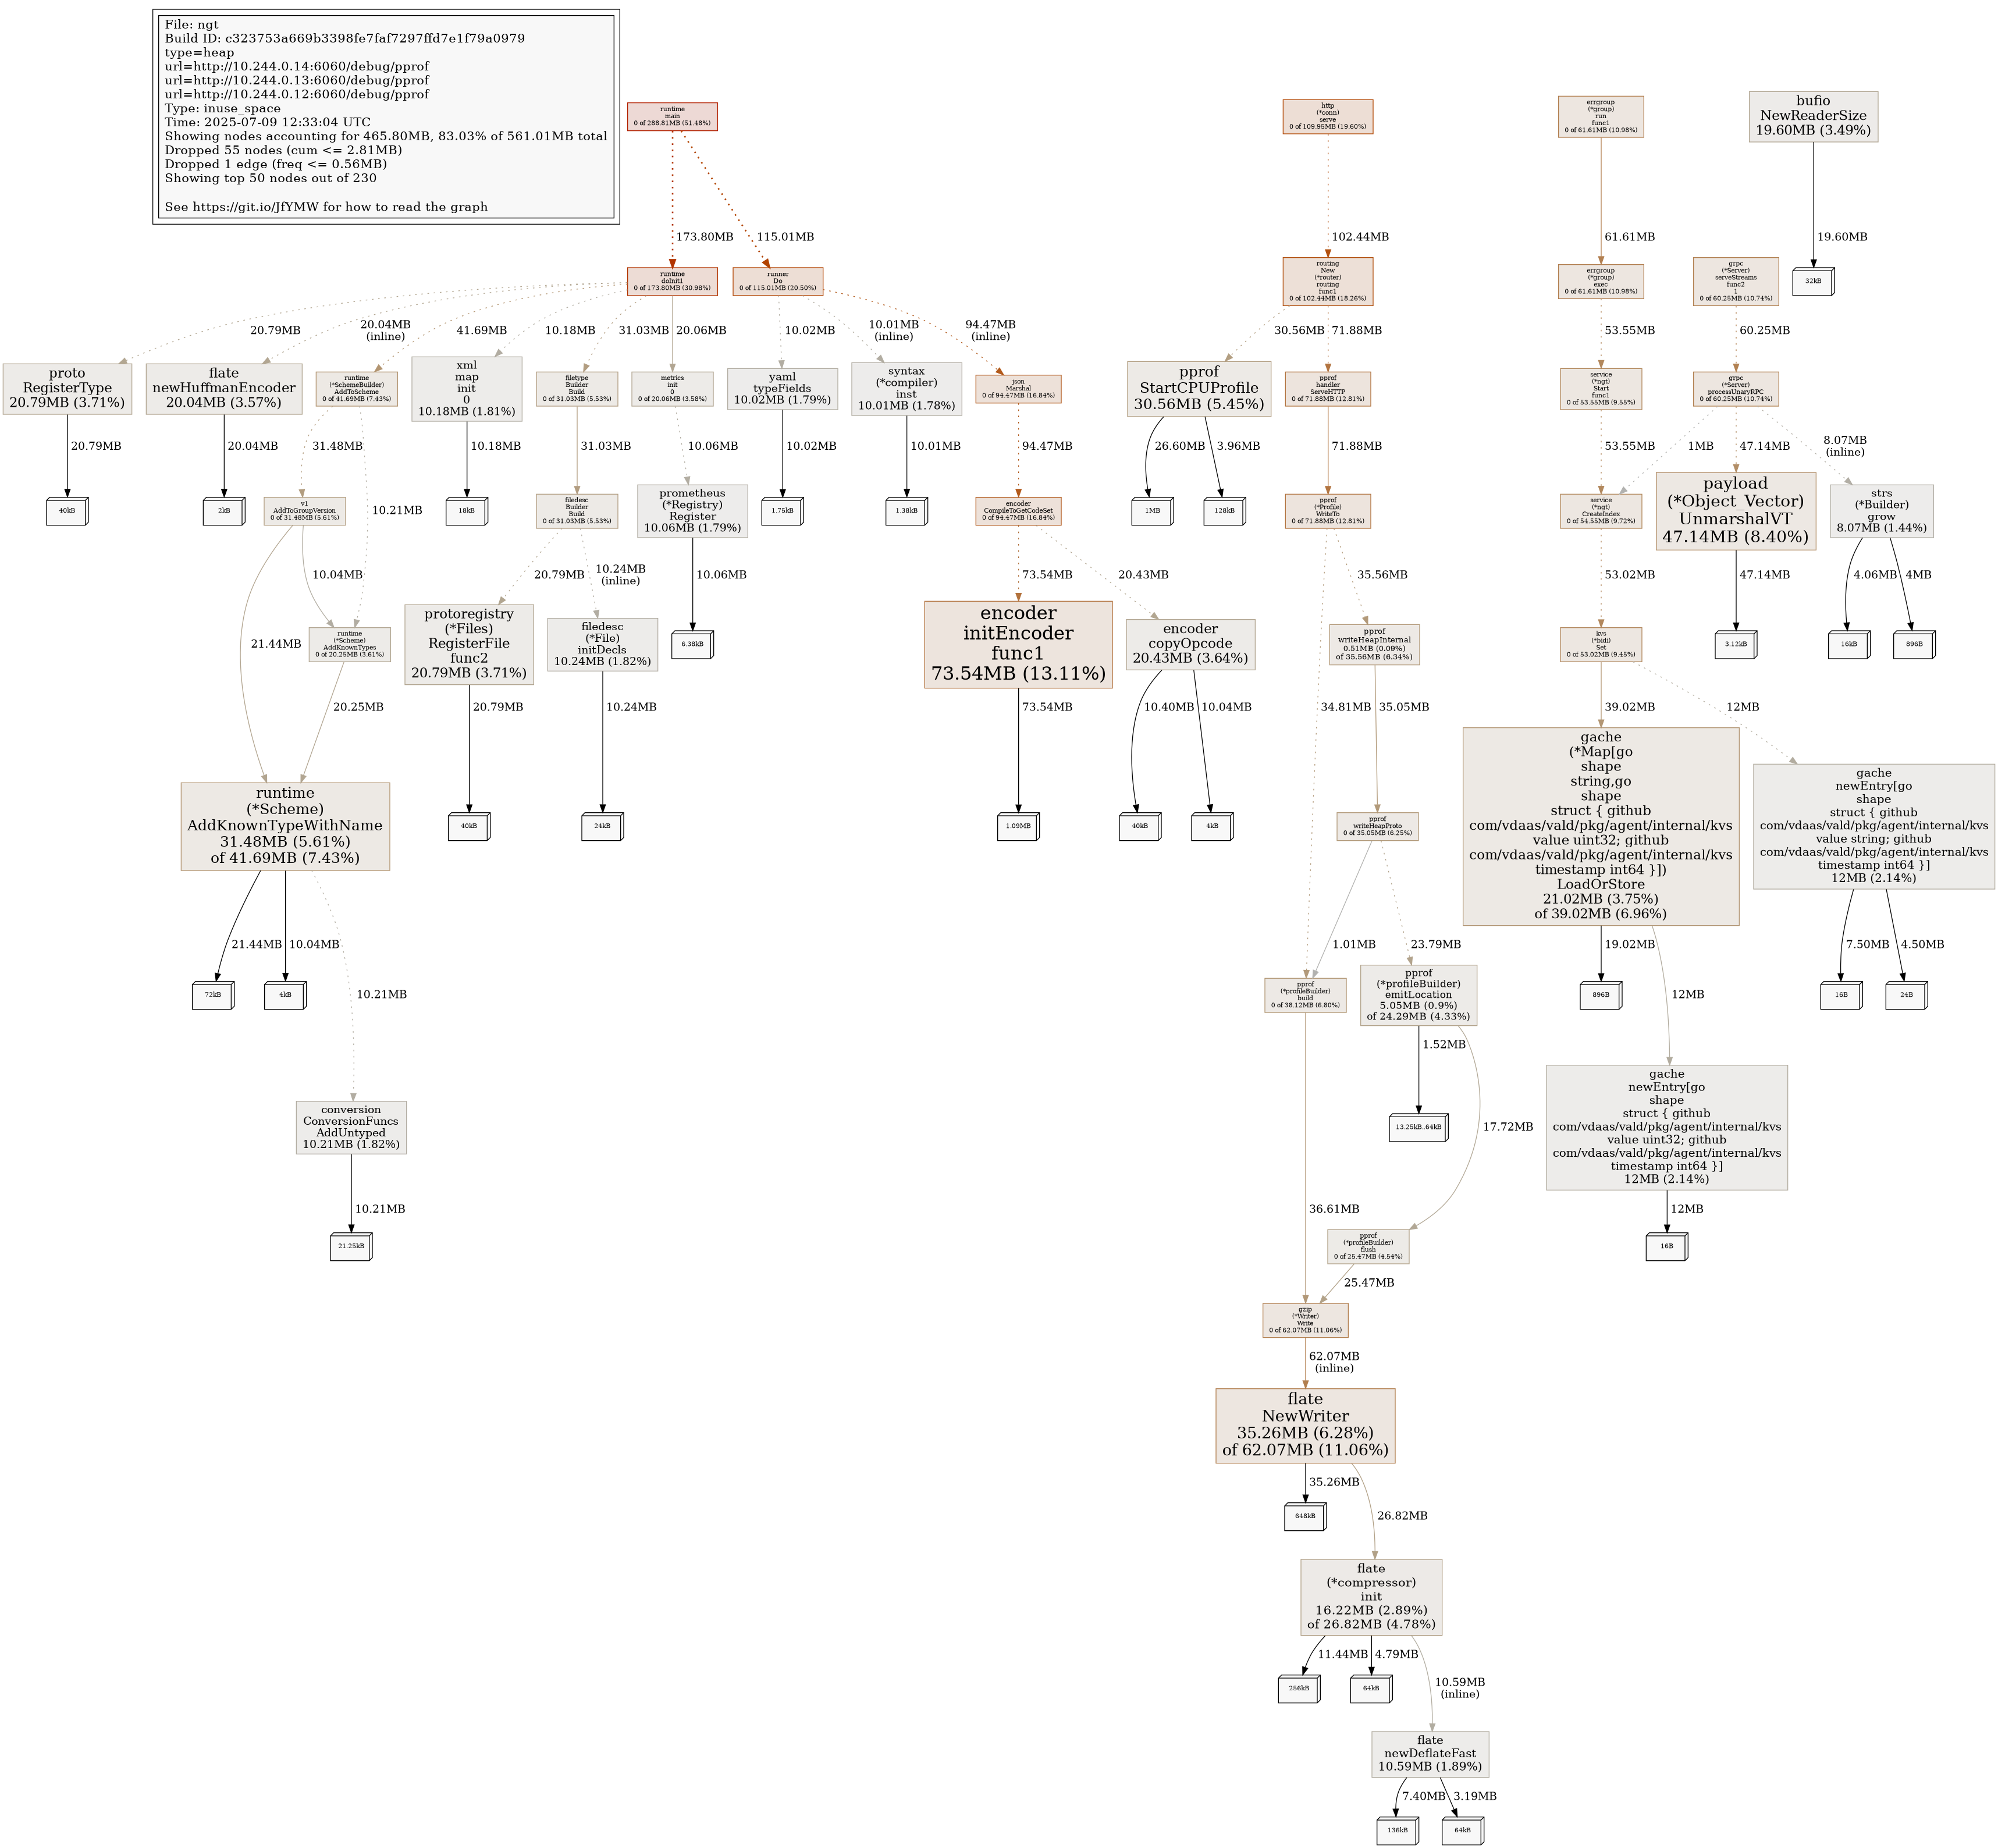 File: ngt
Build ID: c323753a669b3398fe7faf7297ffd7e1f79a0979
type=heap
url=http://10.244.0.14:6060/debug/pprof
url=http://10.244.0.13:6060/debug/pprof
url=http://10.244.0.12:6060/debug/pprof
Type: inuse_space
Time: 2025-07-09 12:33:04 UTC
Showing nodes accounting for 465.80MB, 83.03% of 561.01MB total
Dropped 55 nodes (cum <= 2.81MB)
Dropped 1 edge (freq <= 0.56MB)
Showing top 50 nodes out of 230
See https://git.io/JfYMW for how to read the graph
runtime
main
0 of 288.81MB (51.48%)
http
(*conn)
serve
0 of 109.95MB (19.60%)
errgroup
(*group)
run
func1
0 of 61.61MB (10.98%)
bufio
NewReaderSize
19.60MB (3.49%)
173.80MB
115.01MB
102.44MB
61.61MB
19.60MB
runtime
doInit1
0 of 173.80MB (30.98%)
runner
Do
0 of 115.01MB (20.50%)
routing
New
(*router)
routing
func1
0 of 102.44MB (18.26%)
errgroup
(*group)
exec
0 of 61.61MB (10.98%)
grpc
(*Server)
serveStreams
func2
1
0 of 60.25MB (10.74%)
32kB
20.79MB
20.04MB
(inline)
41.69MB
10.18MB
31.03MB
20.06MB
10.02MB
10.01MB
(inline)
94.47MB
(inline)
30.56MB
71.88MB
53.55MB
60.25MB
proto
RegisterType
20.79MB (3.71%)
flate
newHuffmanEncoder
20.04MB (3.57%)
runtime
(*SchemeBuilder)
AddToScheme
0 of 41.69MB (7.43%)
xml
map
init
0
10.18MB (1.81%)
filetype
Builder
Build
0 of 31.03MB (5.53%)
metrics
init
0
0 of 20.06MB (3.58%)
yaml
typeFields
10.02MB (1.79%)
syntax
(*compiler)
inst
10.01MB (1.78%)
json
Marshal
0 of 94.47MB (16.84%)
pprof
StartCPUProfile
30.56MB (5.45%)
pprof
handler
ServeHTTP
0 of 71.88MB (12.81%)
service
(*ngt)
Start
func1
0 of 53.55MB (9.55%)
grpc
(*Server)
processUnaryRPC
0 of 60.25MB (10.74%)
20.79MB
20.04MB
31.48MB
10.21MB
10.18MB
31.03MB
10.06MB
10.02MB
10.01MB
94.47MB
26.60MB
3.96MB
71.88MB
53.55MB
1MB
47.14MB
8.07MB
(inline)
40kB
2kB
v1
AddToGroupVersion
0 of 31.48MB (5.61%)
18kB
filedesc
Builder
Build
0 of 31.03MB (5.53%)
prometheus
(*Registry)
Register
10.06MB (1.79%)
1.75kB
1.38kB
encoder
CompileToGetCodeSet
0 of 94.47MB (16.84%)
1MB
128kB
pprof
(*Profile)
WriteTo
0 of 71.88MB (12.81%)
service
(*ngt)
CreateIndex
0 of 54.55MB (9.72%)
payload
(*Object_Vector)
UnmarshalVT
47.14MB (8.40%)
strs
(*Builder)
grow
8.07MB (1.44%)
21.44MB
10.04MB
20.79MB
10.24MB
(inline)
10.06MB
73.54MB
20.43MB
34.81MB
35.56MB
53.02MB
47.14MB
4.06MB
4MB
runtime
(*Scheme)
AddKnownTypes
0 of 20.25MB (3.61%)
protoregistry
(*Files)
RegisterFile
func2
20.79MB (3.71%)
filedesc
(*File)
initDecls
10.24MB (1.82%)
6.38kB
encoder
initEncoder
func1
73.54MB (13.11%)
encoder
copyOpcode
20.43MB (3.64%)
pprof
writeHeapInternal
0.51MB (0.09%)
of 35.56MB (6.34%)
kvs
(*bidi)
Set
0 of 53.02MB (9.45%)
3.12kB
16kB
896B
20.25MB
20.79MB
10.24MB
73.54MB
10.40MB
10.04MB
35.05MB
39.02MB
12MB
runtime
(*Scheme)
AddKnownTypeWithName
31.48MB (5.61%)
of 41.69MB (7.43%)
40kB
24kB
1.09MB
40kB
4kB
pprof
writeHeapProto
0 of 35.05MB (6.25%)
gache
(*Map[go
shape
string,go
shape
struct { github
com/vdaas/vald/pkg/agent/internal/kvs
value uint32; github
com/vdaas/vald/pkg/agent/internal/kvs
timestamp int64 }])
LoadOrStore
21.02MB (3.75%)
of 39.02MB (6.96%)
gache
newEntry[go
shape
struct { github
com/vdaas/vald/pkg/agent/internal/kvs
value string; github
com/vdaas/vald/pkg/agent/internal/kvs
timestamp int64 }]
12MB (2.14%)
21.44MB
10.04MB
10.21MB
1.01MB
23.79MB
19.02MB
12MB
7.50MB
4.50MB
72kB
4kB
pprof
(*profileBuilder)
build
0 of 38.12MB (6.80%)
pprof
(*profileBuilder)
emitLocation
5.05MB (0.9%)
of 24.29MB (4.33%)
896B
16B
24B
1.52MB
17.72MB
conversion
ConversionFuncs
AddUntyped
10.21MB (1.82%)
13.25kB..64kB
gache
newEntry[go
shape
struct { github
com/vdaas/vald/pkg/agent/internal/kvs
value uint32; github
com/vdaas/vald/pkg/agent/internal/kvs
timestamp int64 }]
12MB (2.14%)
10.21MB
36.61MB
12MB
21.25kB
pprof
(*profileBuilder)
flush
0 of 25.47MB (4.54%)
16B
25.47MB
gzip
(*Writer)
Write
0 of 62.07MB (11.06%)
62.07MB
(inline)
flate
NewWriter
35.26MB (6.28%)
of 62.07MB (11.06%)
35.26MB
26.82MB
648kB
flate
(*compressor)
init
16.22MB (2.89%)
of 26.82MB (4.78%)
11.44MB
4.79MB
10.59MB
(inline)
256kB
64kB
flate
newDeflateFast
10.59MB (1.89%)
7.40MB
3.19MB
136kB
64kB